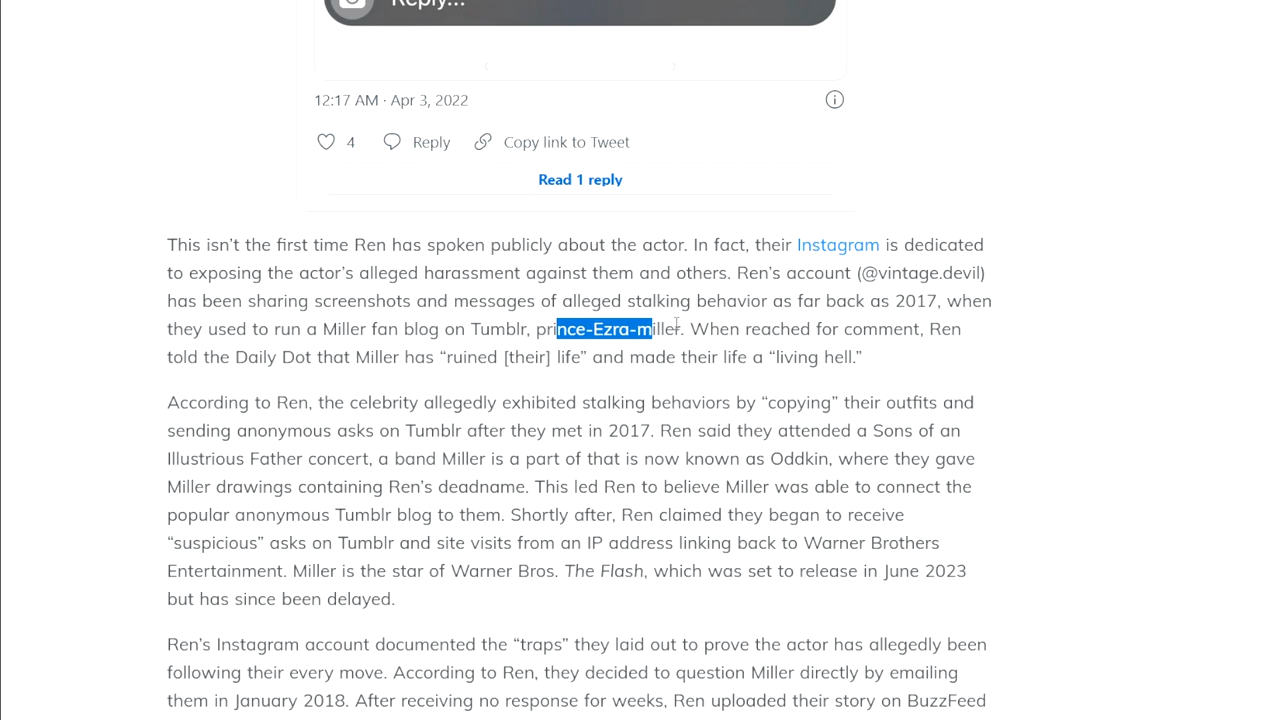 Reply...
12:17 AM · Apr 3, 2022
4 Reply Copy link to Tweet
Read 1 reply
This isn’t the first time Ren has spoken publicly about the actor. In fact, their Instagram is dedicated
to exposing the actor’s alleged harassment against them and others. Ren’s account (@vintage.devil)
has been sharing screenshots and messages of alleged stalking behavior as far back as 2017, when
they used to run a Miller fan blog on Tumblr, prince-Ezra-miller. When reached for comment, Ren
told the Daily Dot that Miller has “ruined [their] life” and made their life a “living hell.”
According to Ren, the celebrity allegedly exhibited stalking behaviors by “copying” their outfits and
sending anonymous asks on Tumblr after they met in 2017. Ren said they attended a Sons of an
Illustrious Father concert, a band Miller is a part of that is now known as Oddkin, where they gave
Miller drawings containing Ren’s deadname. This led Ren to believe Miller was able to connect the
popular anonymous Tumblr blog to them. Shortly after, Ren claimed they began to receive
“suspicious” asks on Tumblr and site visits from an IP address linking back to Warner Brothers
Entertainment. Miller is the star of Warner Bros. The Flash, which was set to release in June 2023
but has since been delayed.
Ren’s Instagram account documented the “traps” they laid out to prove the actor has allegedly been
following their every move. According to Ren, they decided to question Miller directly by emailing
them in January 2018. After receiving no response for weeks, Ren uploaded their story on BuzzFeed